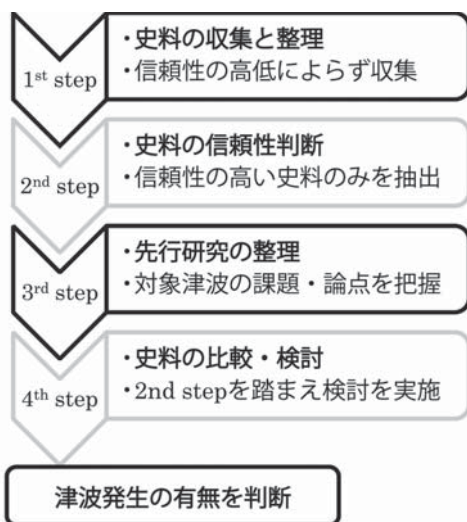 ・史料の収集と整理
1st step
・信頼性の高低によらず収集
・史料の信頼性判断
2nd step
・信頼性の高い史料のみを抽出
・先行研究の整理
3rd step
・対象津波の課題・論点を把握
・史料の比較・検討
4th step
・2nd stepを踏まえ検討を実施
津波発生の有無を判断